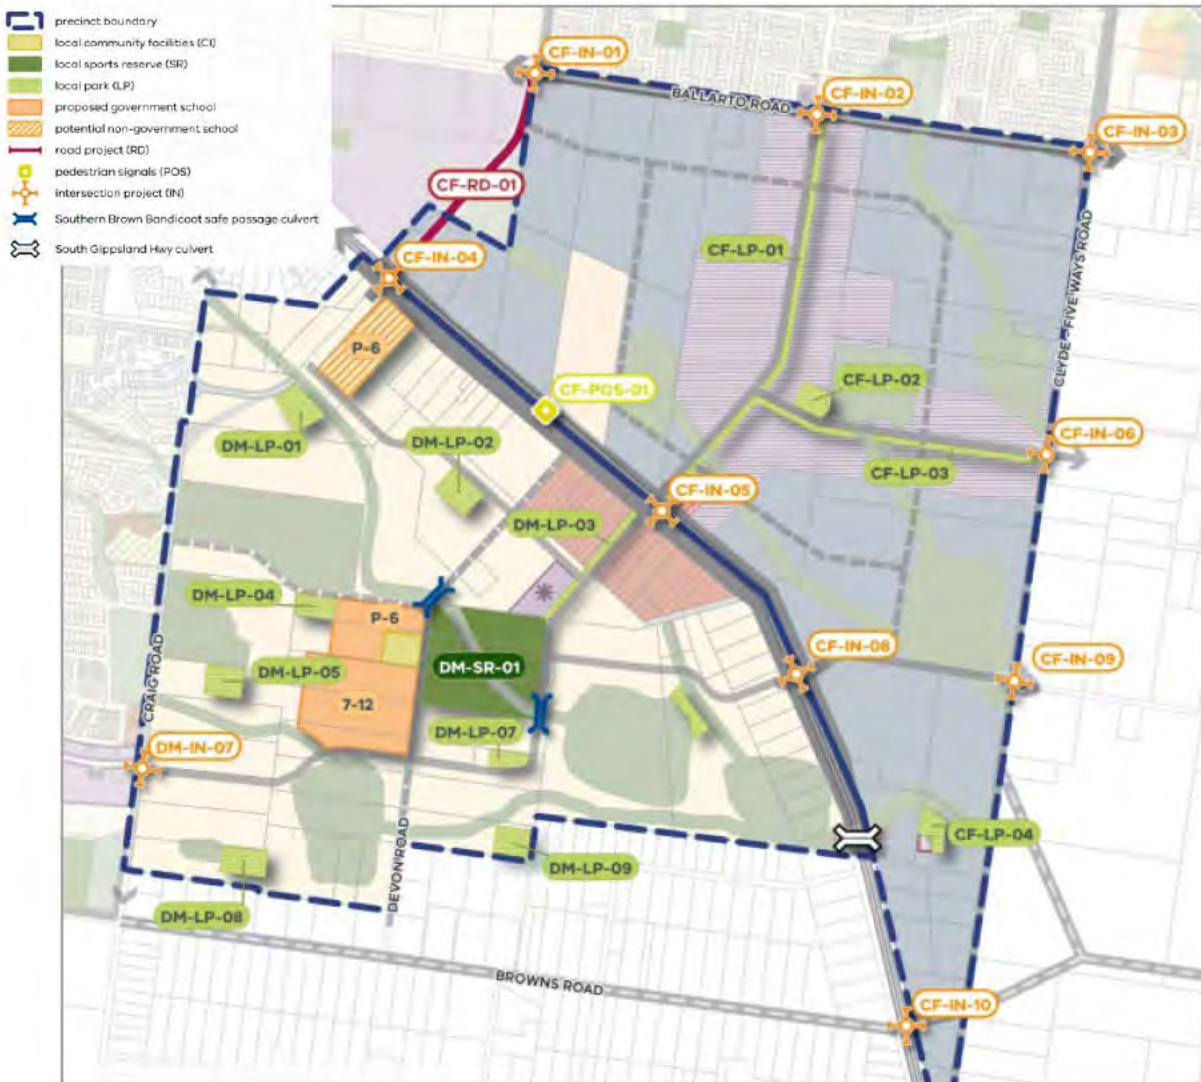 precinct boundary
local community facilities (CI)
local sports reserve (SR)
local park (LP)
proposed government school
potential non-government school
road project (RD)
pedestrian signals (POS)
intersection project (IN)
Southern Brown Bandicoot safe passage culvert
South Gippsland Hwy culvert
CF-IN-01
BALLARTO ROAD
CF-IN-02
CF-IN-03
CF-RD-01
CF-IN-04
CF-LP-01
CLYDE - FIVE WAYS ROAD
P-6
CF-LP-02
CF-POS-01
DM-LP-01
DM-LP-02
CF-IN-06
CF-LP-03
CF-IN-05
DM-LP-03
DM-LP-04
P-6
DM-SR-01
CF-IN-08
CF-IN-09
DM-LP-05
CRAIG ROAD
7-12
DM-LP-07
DM-IN-07
CF-LP-04
DEVON ROAD
DM-LP-09
DM-LP-08
BROWNS ROAD
CF-IN-10